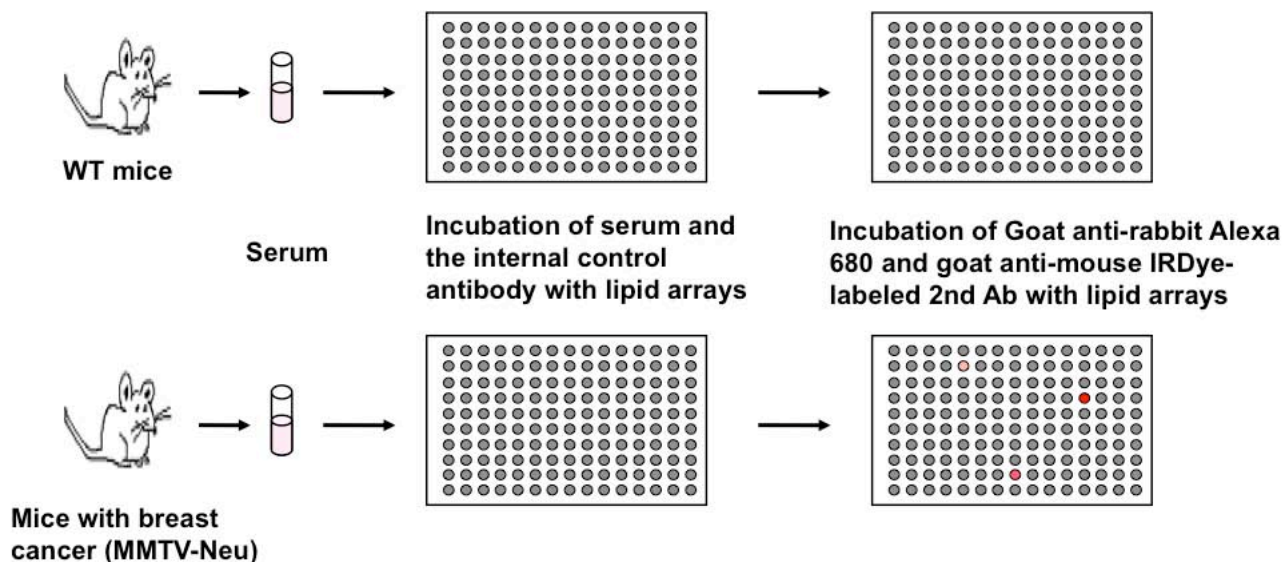 WT mice
Serum
Incubation of serum and
the internal control
antibody with lipid arrays
Incubation of Goat anti-rabbit Alexa
680 and goat anti-mouse IRDye-
labeled 2nd Ab with lipid arrays
Mice with breast
cancer (MMTV-Neu)